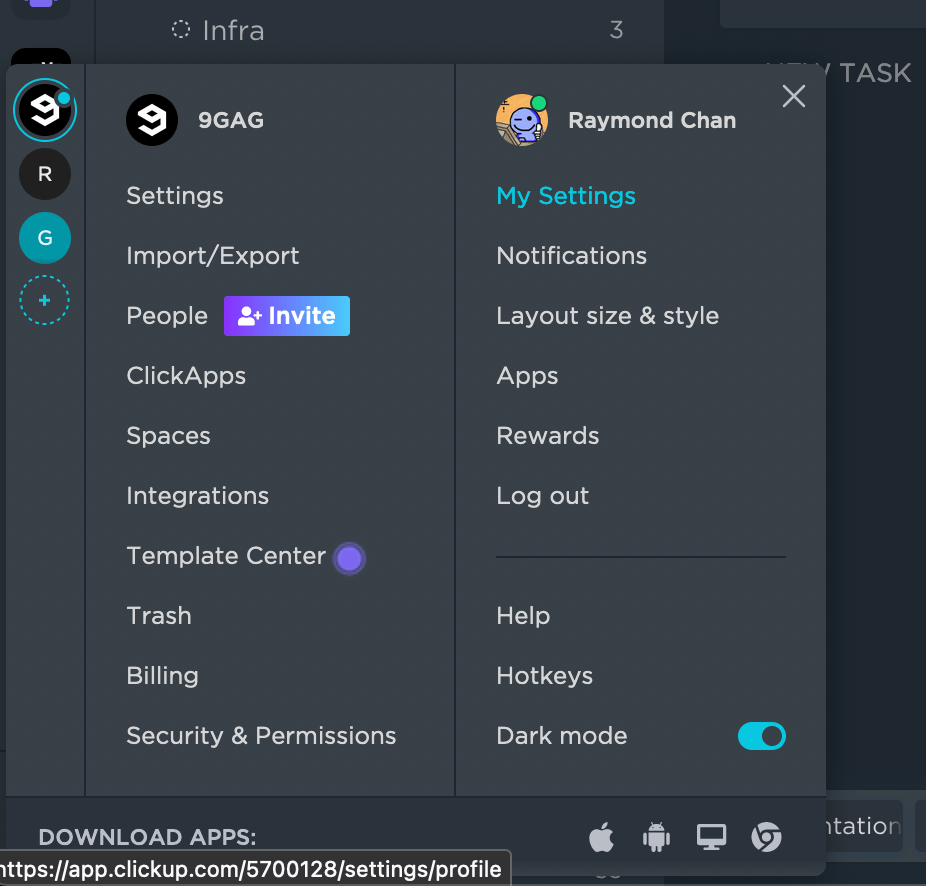 Infra 3
TASK
9GAG
Raymond Chan
R
G
+
Settings
Import/Export
People Invite
ClickApps
Spaces
Integrations
Template Center
Trash
Billing
Security & Permissions
My Settings
Notifications
Layout size & style
Apps
Rewards
Log out
Help
Hotkeys
Dark mode
DOWNLOAD APPS:
https://app.clickup.com/5700128/settings/profile